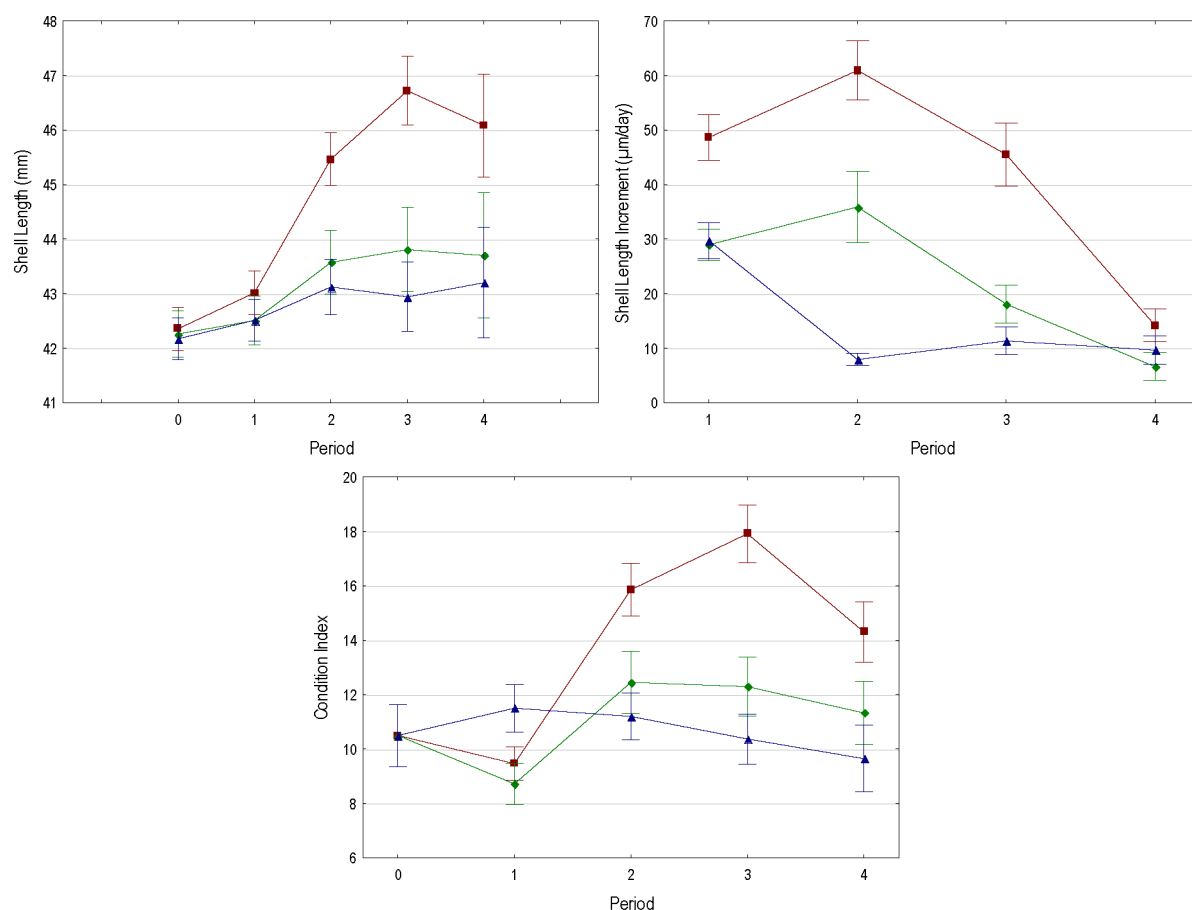 48
47
46
45
44
43
42
41
Shell Length (mm)
0 1 2 3 4
Period
70
60
50
40
30
20
10
0
Shell Length Increment (µm/day)
1 2 3 4
Period
20
18
16
14
12
10
8
6
Condition Index
0 1 2 3 4
Period